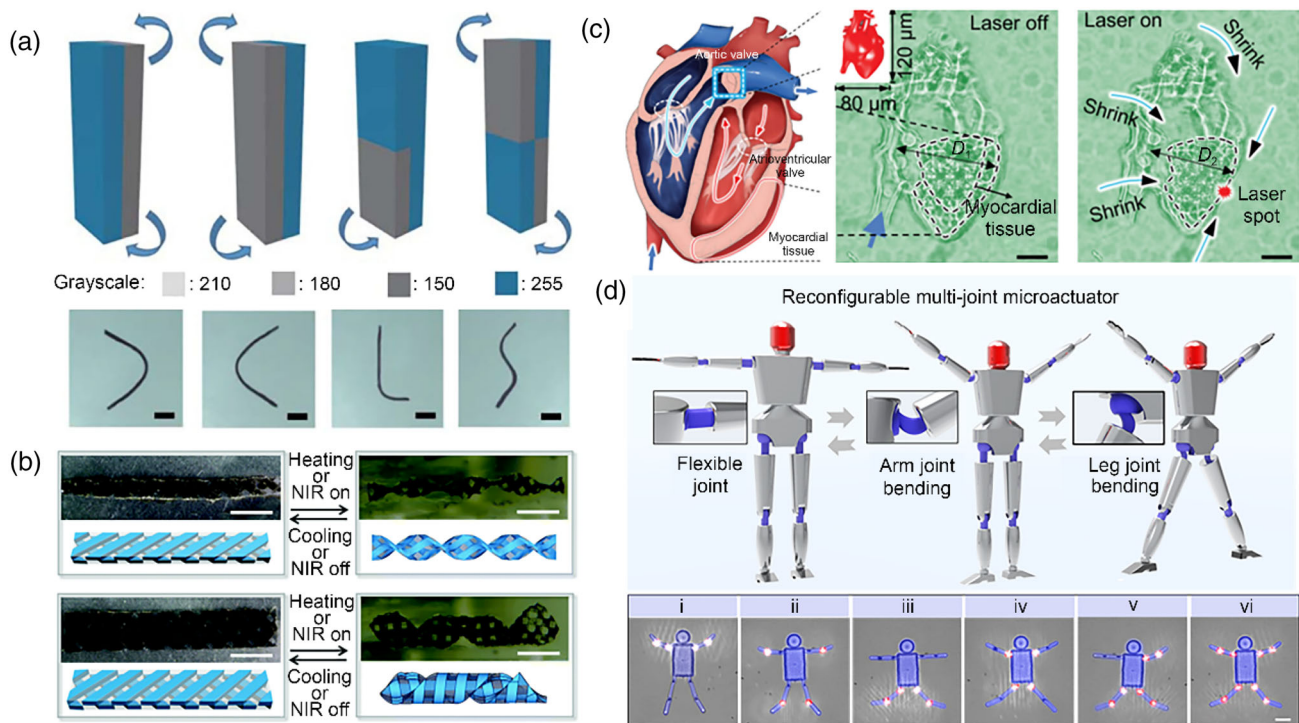 (a)
Grayscale: : 210 : 180 : 150 : 255
(b)
Heating
or
NIR on
Cooling
or
NIR off
Heating
or
NIR on
Cooling
or
NIR off
(c)
Aortic valve
Atrioventricular
valve
Myocardial
tissue
120 μm
80 μm
Laser off
D
Myocardial
tissue
Laser on
Shrink
Shrink
Shrink
D₂
Laser
spot
(d)
Reconfigurable multi-joint microactuator
Flexible
joint
Arm joint
bending
Leg joint
bending
i ii iii iv v vi